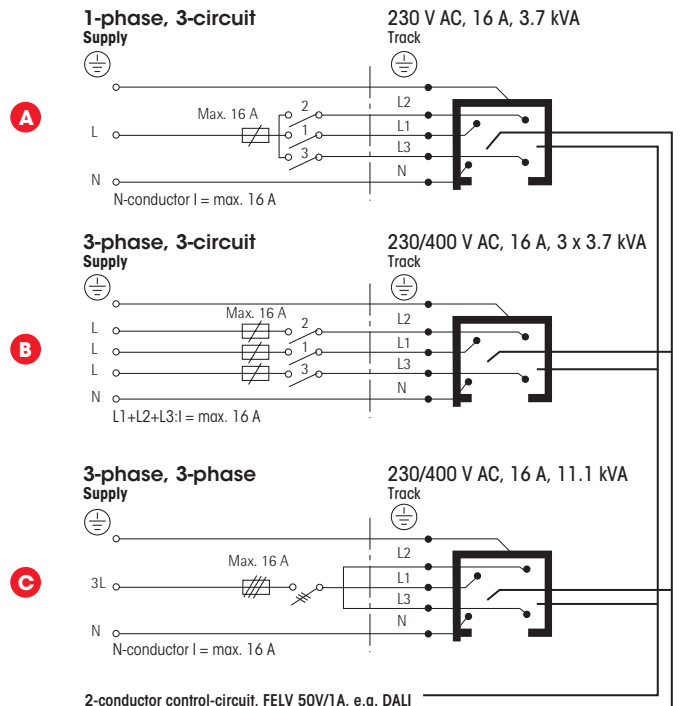 1-phase, 3-circuit
Supply
230 V AC, 16 A, 3.7 kVA
Track
A
L
Max. 16 A
2
1
3
L2
L1
L3
N
N
N-conductor I = max. 16 A
3-phase, 3-circuit
Supply
230/400 V AC, 16 A, 3 x 3.7 kVA
Track
B
L
L
L
Max. 16 A
2
1
3
L2
L1
L3
N
N
L1+L2+L3:I = max. 16 A
3-phase, 3-phase
Supply
230/400 V AC, 16 A, 11.1 kVA
Track
C
3L
Max. 16 A
L2
L1
L3
N
N
N-conductor I = max. 16 A
2-conductor control-circuit, FELV 50V/1A, e.g. DALI